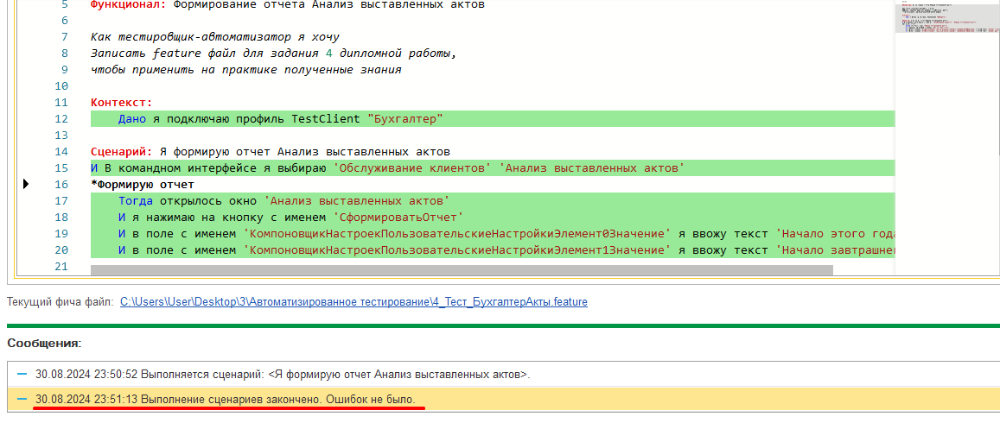 5 Функционал: Формирование отчета Анализ выставленных актов
6
7 Как тестировщик-автоматизатор я хочу
8 Записать feature файл для задания 4 дипломной работы,
9 чтобы применить на практике полученные знания
10
11 Контекст:
12 Дано я подключаю профиль TestClient "Бухгалтер"
13
14 Сценарий: Я формирую отчет Анализ выставленных актов
15 И В командном интерфейсе я выбираю 'Обслуживание клиентов' 'Анализ выставленных актов'
16 *Формирую отчет
17 Тогда открылось окно 'Анализ выставленных актов'
18 И я нажимаю на кнопку с именем 'СформироватьОтчет'
19 И в поле с именем 'КомпоновщикНастроекПользовательскиеНастройкиЭлемент0Значение' я ввожу текст 'Начало этого года
20 И в поле с именем 'КомпоновщикНастроекПользовательскиеНастройкиЭлемент1Значение' я ввожу текст 'Начало завтрашне
21
Текущий фича файл: C:\Users\User\Desktop\3\Автоматизированное тестирование\4_Тест_БухгалтерАкты.feature
Сообщения:
30.08.2024 23:50:52 Выполняется сценарий: <Я формирую отчет Анализ выставленных актов>.
30.08.2024 23:51:13 Выполнение сценариев закончено. Ошибок не было.